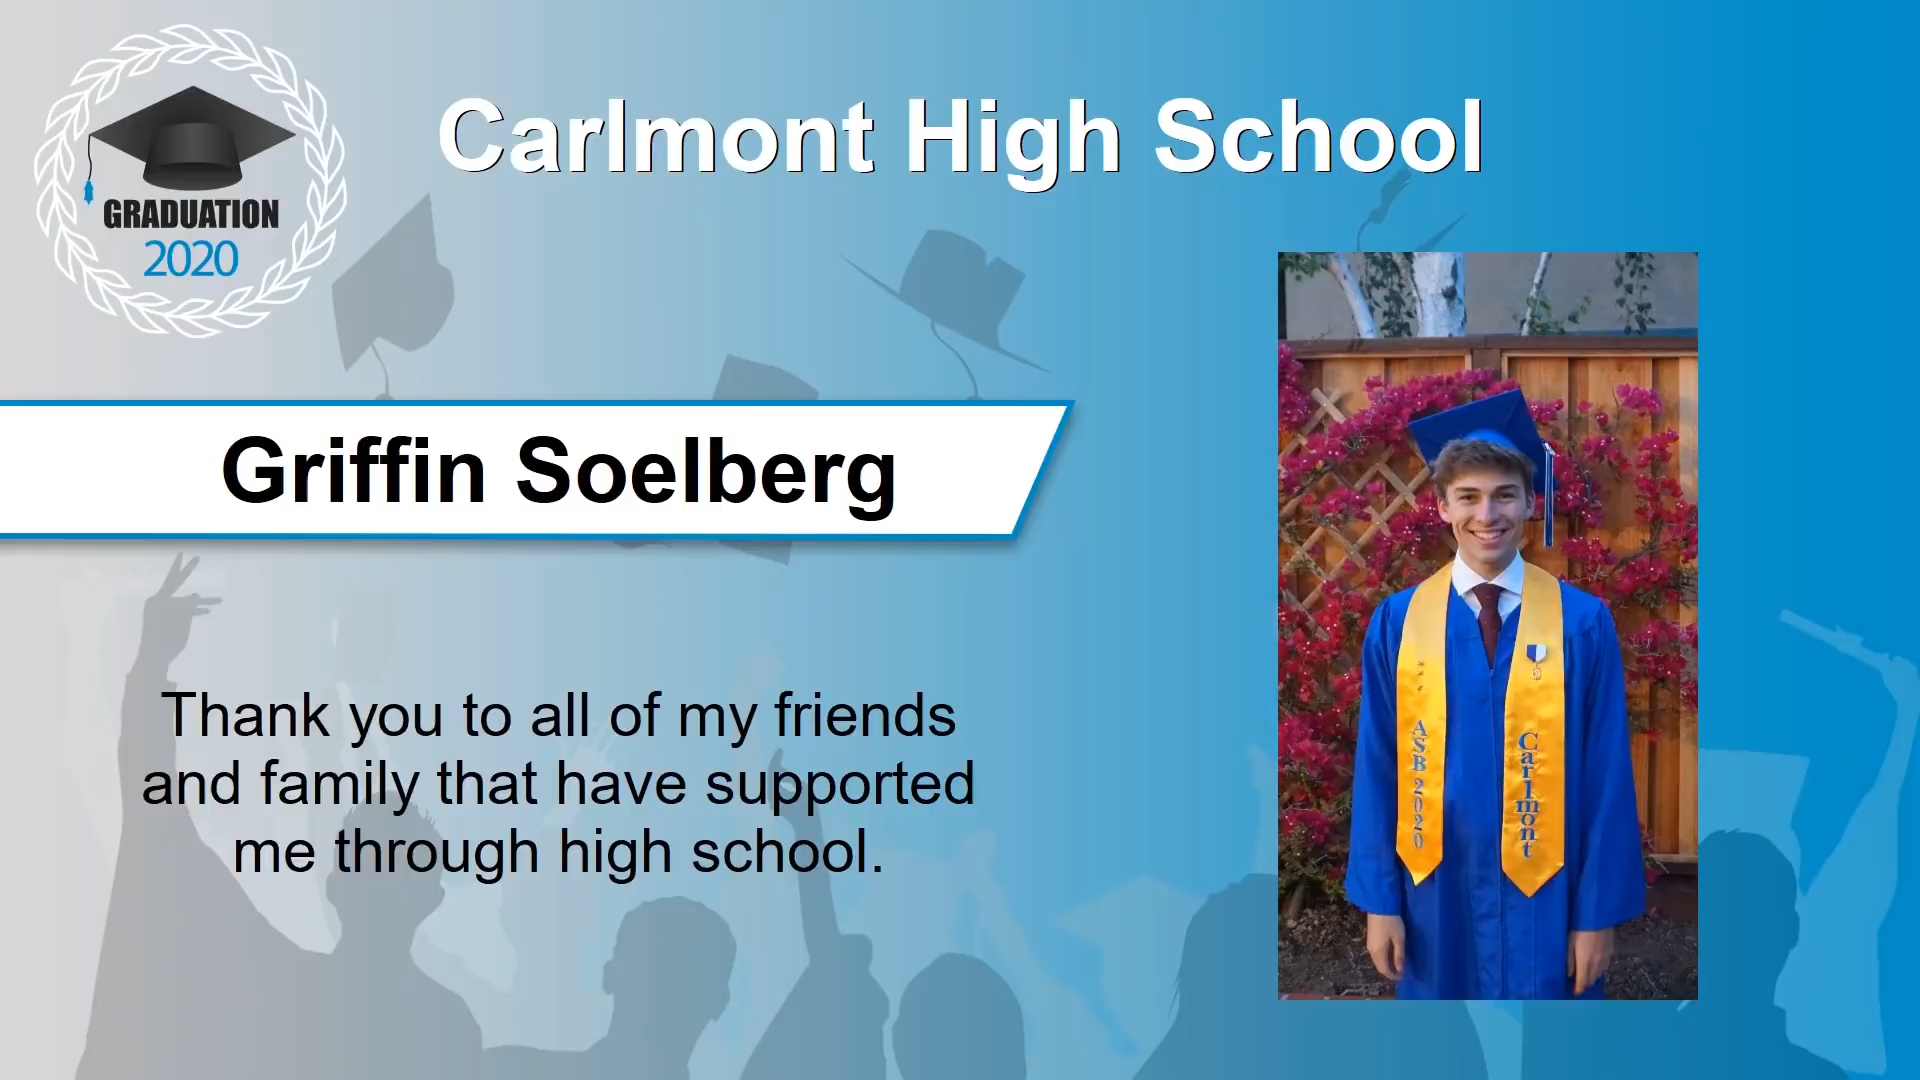 Carlmont High School
GRADUATION
2020
Griffin Soelberg
Thank you to all of my friends
and family that have supported
me through high school.
ASB 2020
Carlmont